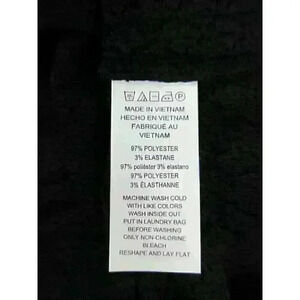 MADE IN VIETNAM
HECHO EN VIETNAM
FABRIQUÉ AU
VIETNAM
97% POLYESTER
3% ELASTANE
97% poliéster 3% elastano
97% POLYESTER
3% ÉLASTHANNE
MACHINE WASH COLD
WITH LIKE COLORS
WASH INSIDE OUT
PUT IN LAUNDRY BAG
BEFORE WASHING
ONLY NON-CHLORINE
BLEACH
RESHAPE AND LAY FLAT